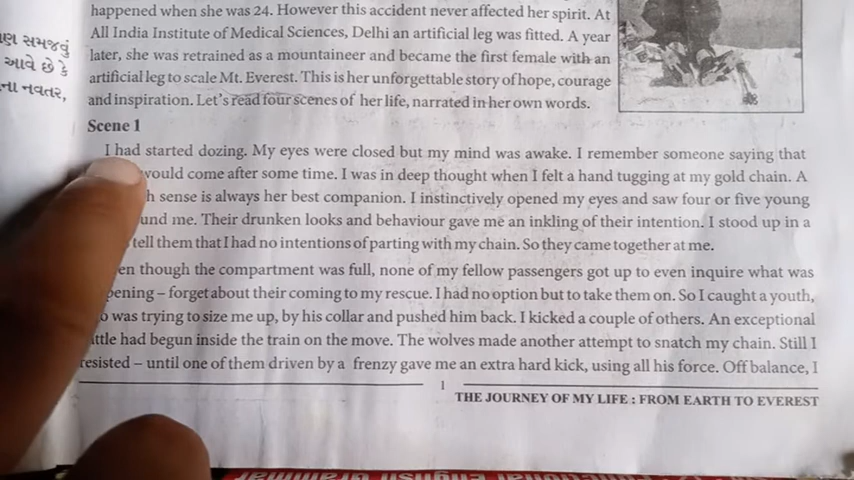 happened when she was 24. However this accident never affected her spirit. At
All India Institute of Medical Sciences, Delhi an artificial leg was fitted. A year
later, she was retrained as a mountaineer and became the first female with an
artificial leg to scale Mt. Everest. This is her unforgettable story of hope, courage
and inspiration. Let's read four scenes of her life, narrated in her own words.
સમજવું
આવે છે કે
નવતર,
Scene 1
I had started dozing. My eyes were closed but my mind was awake. I remember someone saying that
would come after some time. I was in deep thought when I felt a hand tugging at my gold chain. A
sense is always her best companion. I instinctively opened my eyes and saw four or five young
me. Their drunken looks and behaviour gave me an inkling of their intention. I stood up in a
tell them that I had no intentions of parting with my chain. So they came together at me.
though the compartment was full, none of my fellow passengers got up to even inquire what was
– forget about their coming to my rescue. I had no option but to take them on. So I caught a youth,
was trying to size me up, by his collar and pushed him back. I kicked a couple of others. An exceptional
had begun inside the train on the move. The wolves made another attempt to snatch my chain. Still I
resisted – until one of them driven by a frenzy gave me an extra hard kick, using all his force. Off balance, I
1
THE JOURNEY OF MY LIFE : FROM EARTH TO EVEREST